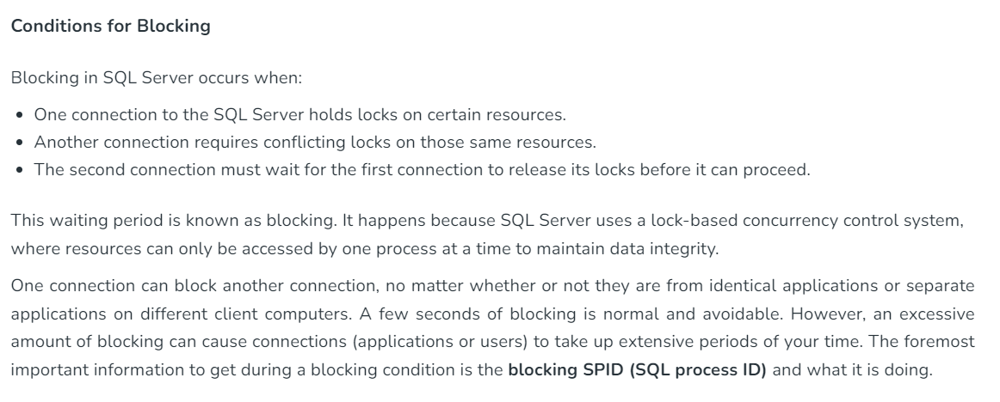 Conditions for Blocking
Blocking in SQL Server occurs when:
• One connection to the SQL Server holds locks on certain resources.
• Another connection requires conflicting locks on those same resources.
• The second connection must wait for the first connection to release its locks before it can proceed.
This waiting period is known as blocking. It happens because SQL Server uses a lock-based concurrency control system,
where resources can only be accessed by one process at a time to maintain data integrity.
One connection can block another connection, no matter whether or not they are from identical applications or separate
applications on different client computers. A few seconds of blocking is normal and avoidable. However, an excessive
amount of blocking can cause connections (applications or users) to take up extensive periods of your time. The foremost
important information to get during a blocking condition is the blocking SPID (SQL process ID) and what it is doing.